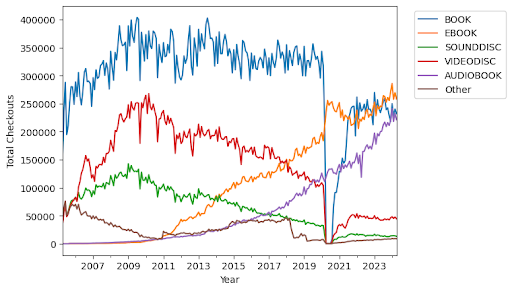 400000
350000
300000
250000
200000
150000
100000
50000
0
Total Checkouts
2007
2009
2011
2013
2015
2017
2019
2021
2023
Year
BOOK
EBOOK
SOUNDDISC
VIDEODISC
AUDIOBOOK
Other